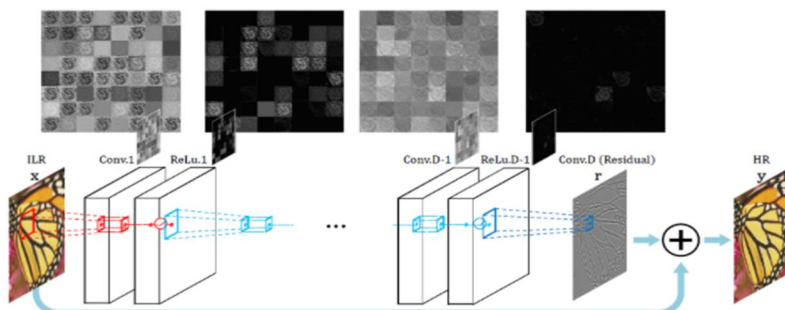 ILR
x
Conv.1
ReLu.1
...
Conv.D-1
ReLu.D-1
Conv.D (Residual)
r
+
HR
y